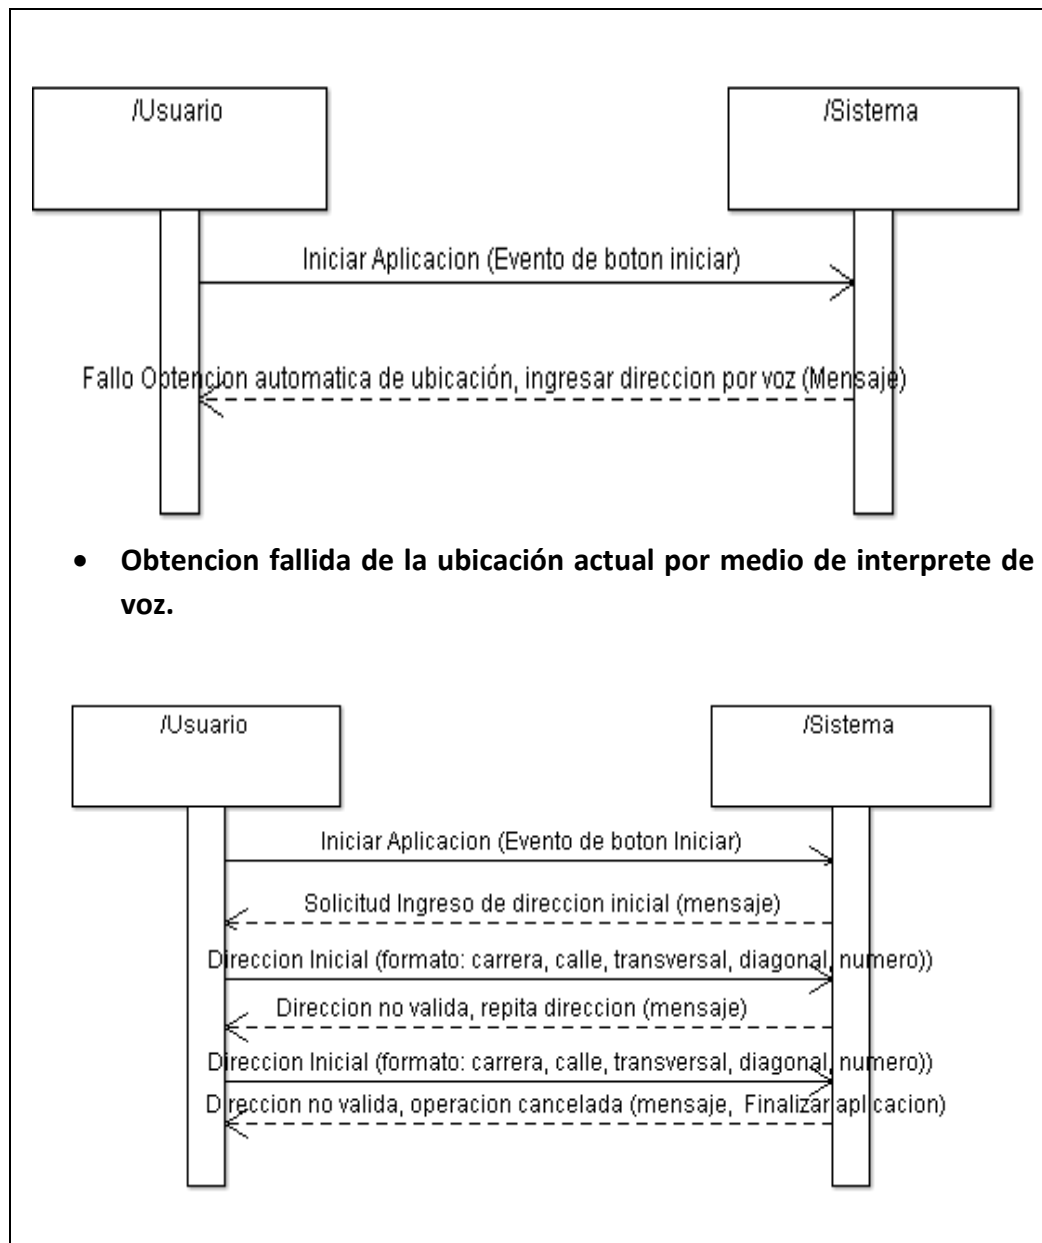 /Usuario
/Sistema
Iniciar Aplicacion (Evento de boton iniciar)
Fallo Obtencion automatica de ubicación, ingresar direccion por voz (Mensaje)
• Obtencion fallida de la ubicación actual por medio de interprete de
voz.
/Usuario
/Sistema
Iniciar Aplicacion (Evento de boton Iniciar)
Solicitud Ingreso de direccion inicial (mensaje)
Direccion Inicial (formato: carrera, calle, transversal, diagonal, numero))
Direccion no valida, repita direccion (mensaje)
Direccion Inicial (formato: carrera, calle, transversal, diagonal, numero))
Direccion no valida, operacion cancelada (mensaje, Finalizar aplicacion)